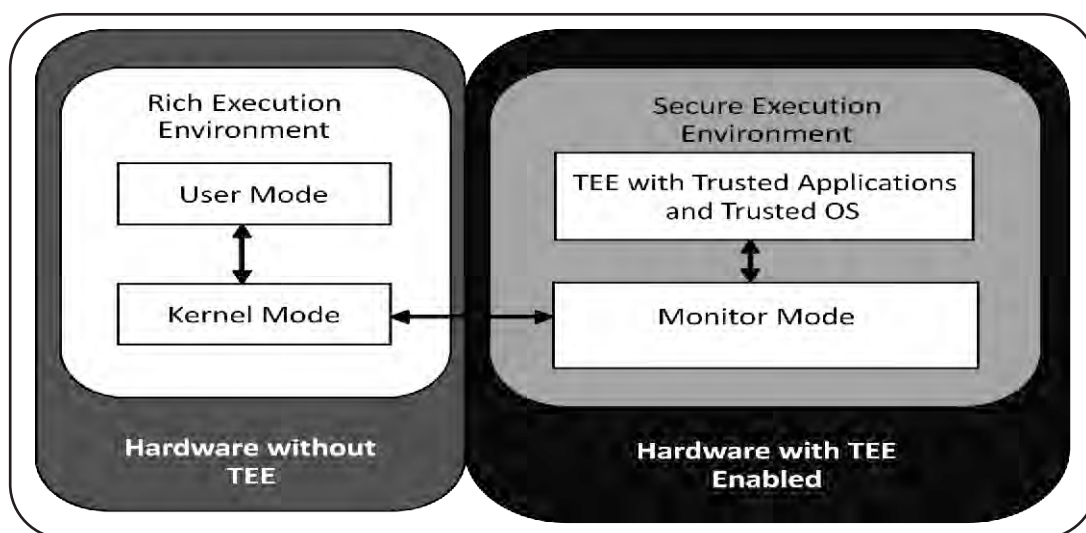 Rich Execution
Environment
User Mode
Kernel Mode
Hardware without
TEE
Secure Execution
Environment
TEE with Trusted Applications
and Trusted OS
Monitor Mode
Hardware with TEE
Enabled